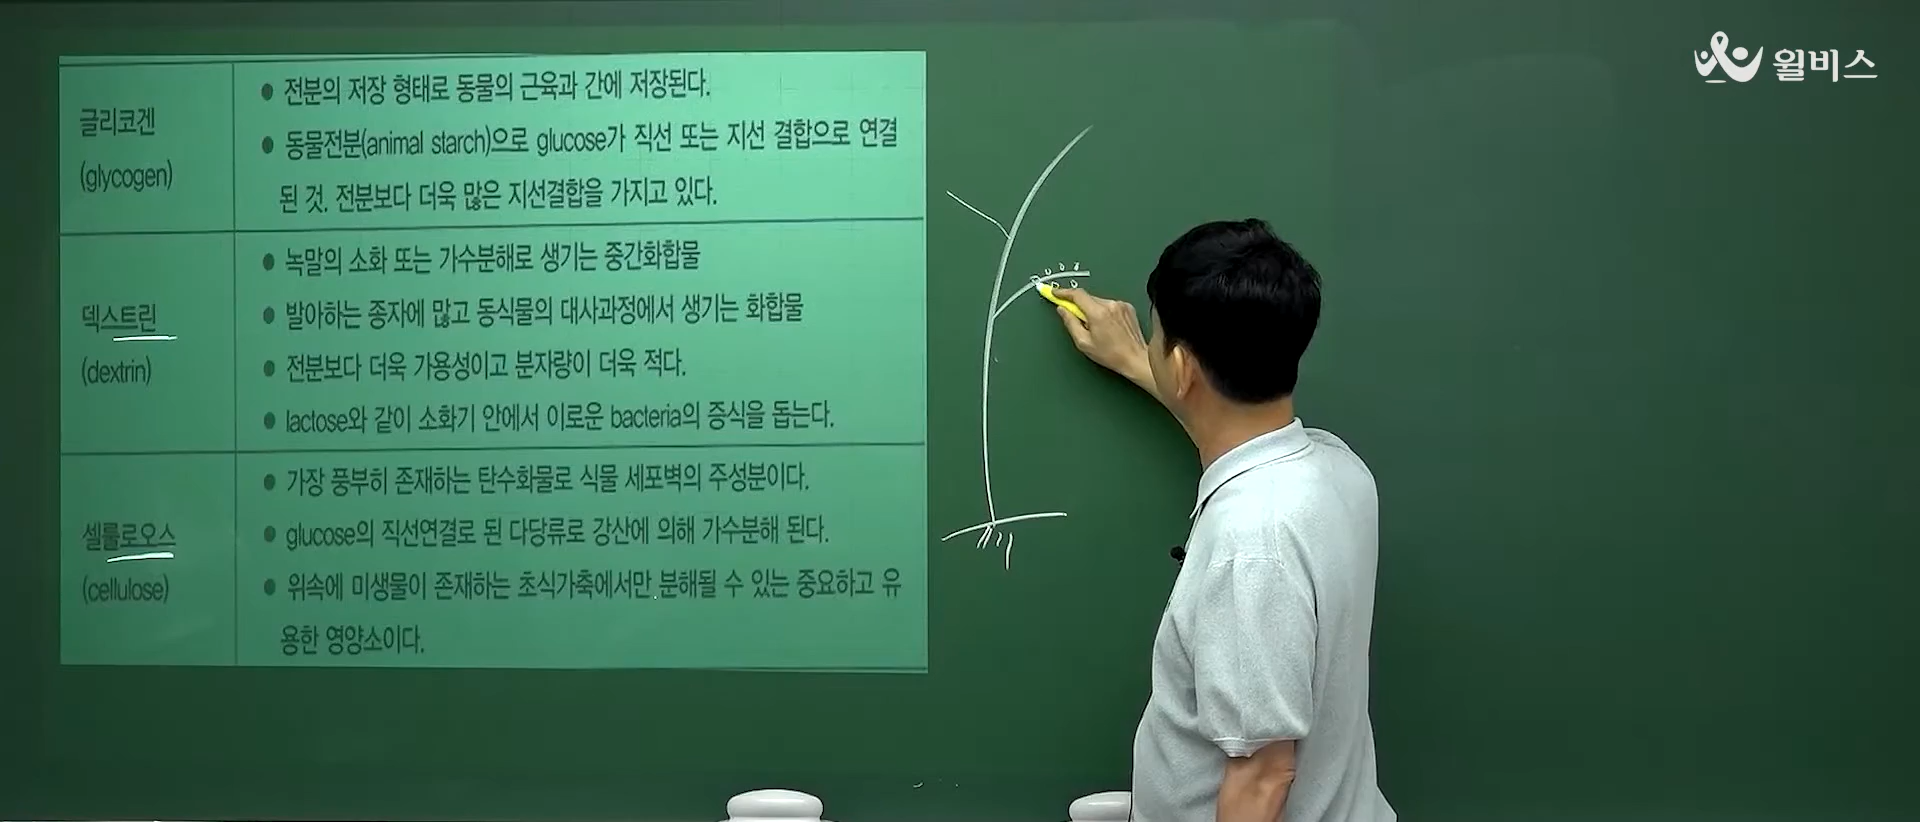 윌비스
글리코겐
(glycogen)
● 전분의 저장 형태로 동물의 근육과 간에 저장된다.
● 동물전분(animal starch)으로 glucose가 직선 또는 지선 결합으로 연결
된 것. 전분보다 더욱 많은 지선결합을 가지고 있다.
덱스트린
(dextrin)
● 녹말의 소화 또는 가수분해로 생기는 중간화합물
● 발아하는 종자에 많고 동식물의 대사과정에서 생기는 화합물
● 전분보다 더욱 가용성이고 분자량이 더욱 적다.
● lactose와 같이 소화기 안에서 이로운 bacteria의 증식을 돕는다.
셀룰로오스
(cellulose)
● 가장 풍부히 존재하는 탄수화물로 식물 세포벽의 주성분이다.
● glucose의 직선연결로 된 다당류로 강산에 의해 가수분해 된다.
● 위속에 미생물이 존재하는 초식가축에서만 분해될 수 있는 중요하고 유
용한 영양소이다.